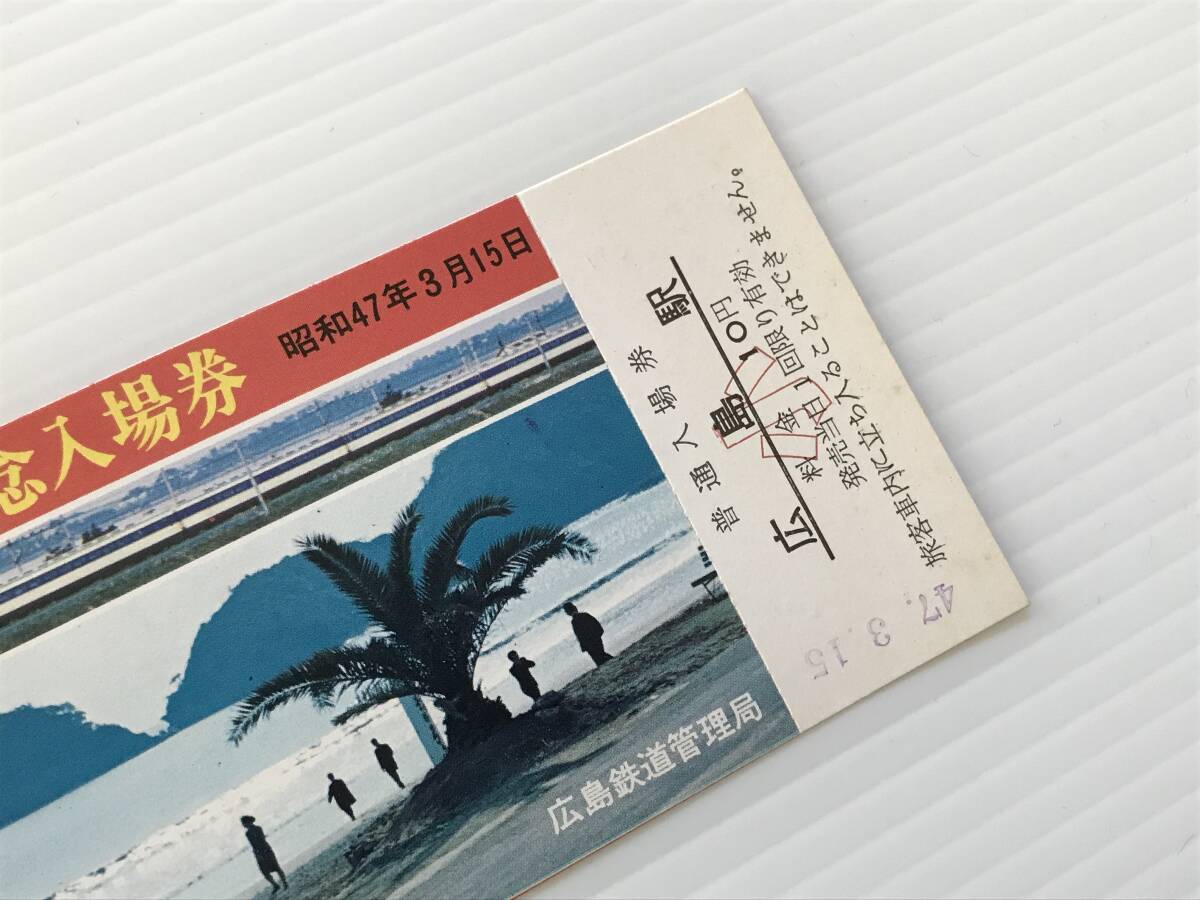 念入場券
昭和47年3月15日
広島鉄道管理局
普通入場券
広島駅
料金10円
発売当日1回限り有効
旅客車内に立ち入ることはできません。
47. 3.15